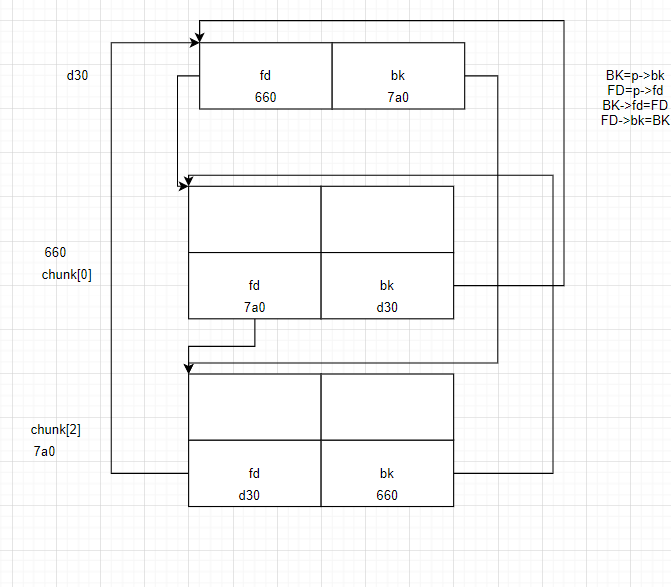 d30
fd
bk
660
7a0
BK=p->bk
FD=p->fd
BK->fd=FD
FD->bk=BK
660
chunk[0]
fd
bk
7a0
d30
chunk[2]
7a0
fd
bk
d30
660